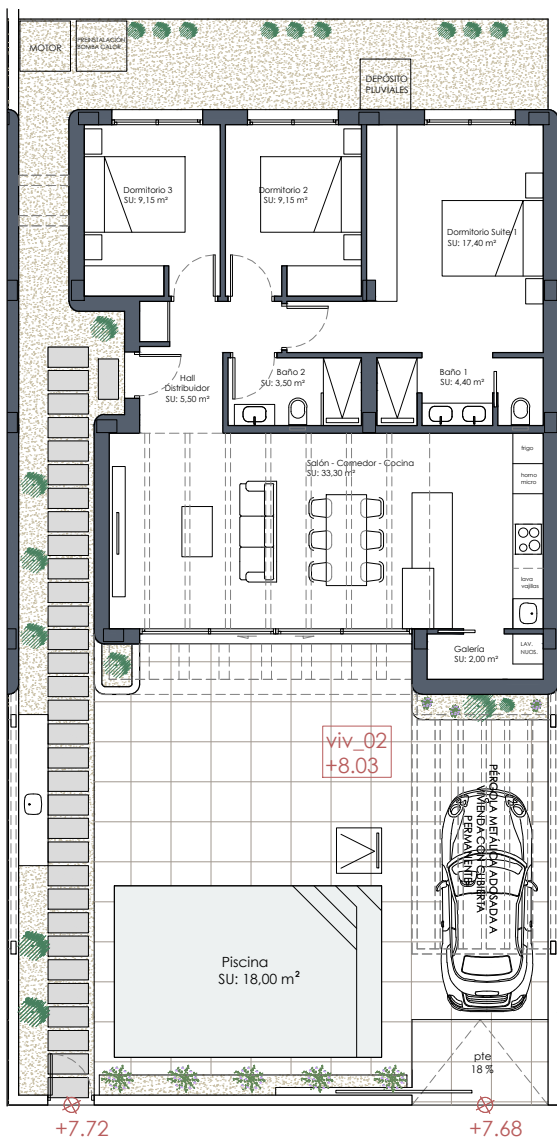 MOTOR
PREINSTALACION
BOMBA CALOR
DEPÓSITO
PLUVIALES
Dormitorio 3
SU: 9,15 m²
Dormitorio 2
SU: 9,15 m²
Dormitorio Suite 1
SU: 17,40 m²
Hall
Distribuidor
SU: 5,50 m²
Baño 2
SU: 3,50 m²
Baño 1
SU: 4,40 m²
Salón - Comedor - Cocina
SU: 33,30 m²
frigo
horno
micro
lava
vajillas
Galería
SU: 2,00 m²
LAV.
NUOS.
viv_02
+8.03
PÉRGOLA METÁLICA ADOSADA A
VIVIENDA CON CUBIERTA
PERMANENTE
Piscina
SU: 18,00 m²
pte
18 %
+7.72
+7.68